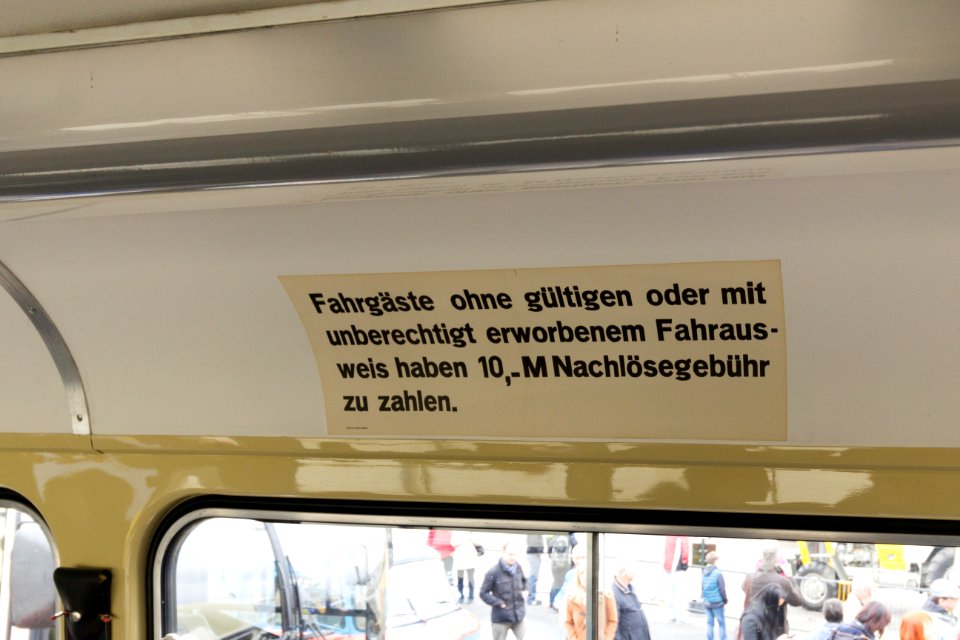 Fahrgäste ohne gültigen oder mit
unberechtigt erworbenem Fahraus-
weis haben 10,- M Nachlösegebühr
zu zahlen.